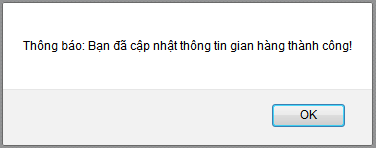 Thông báo: Bạn đã cập nhật thông tin gian hàng thành công!
OK